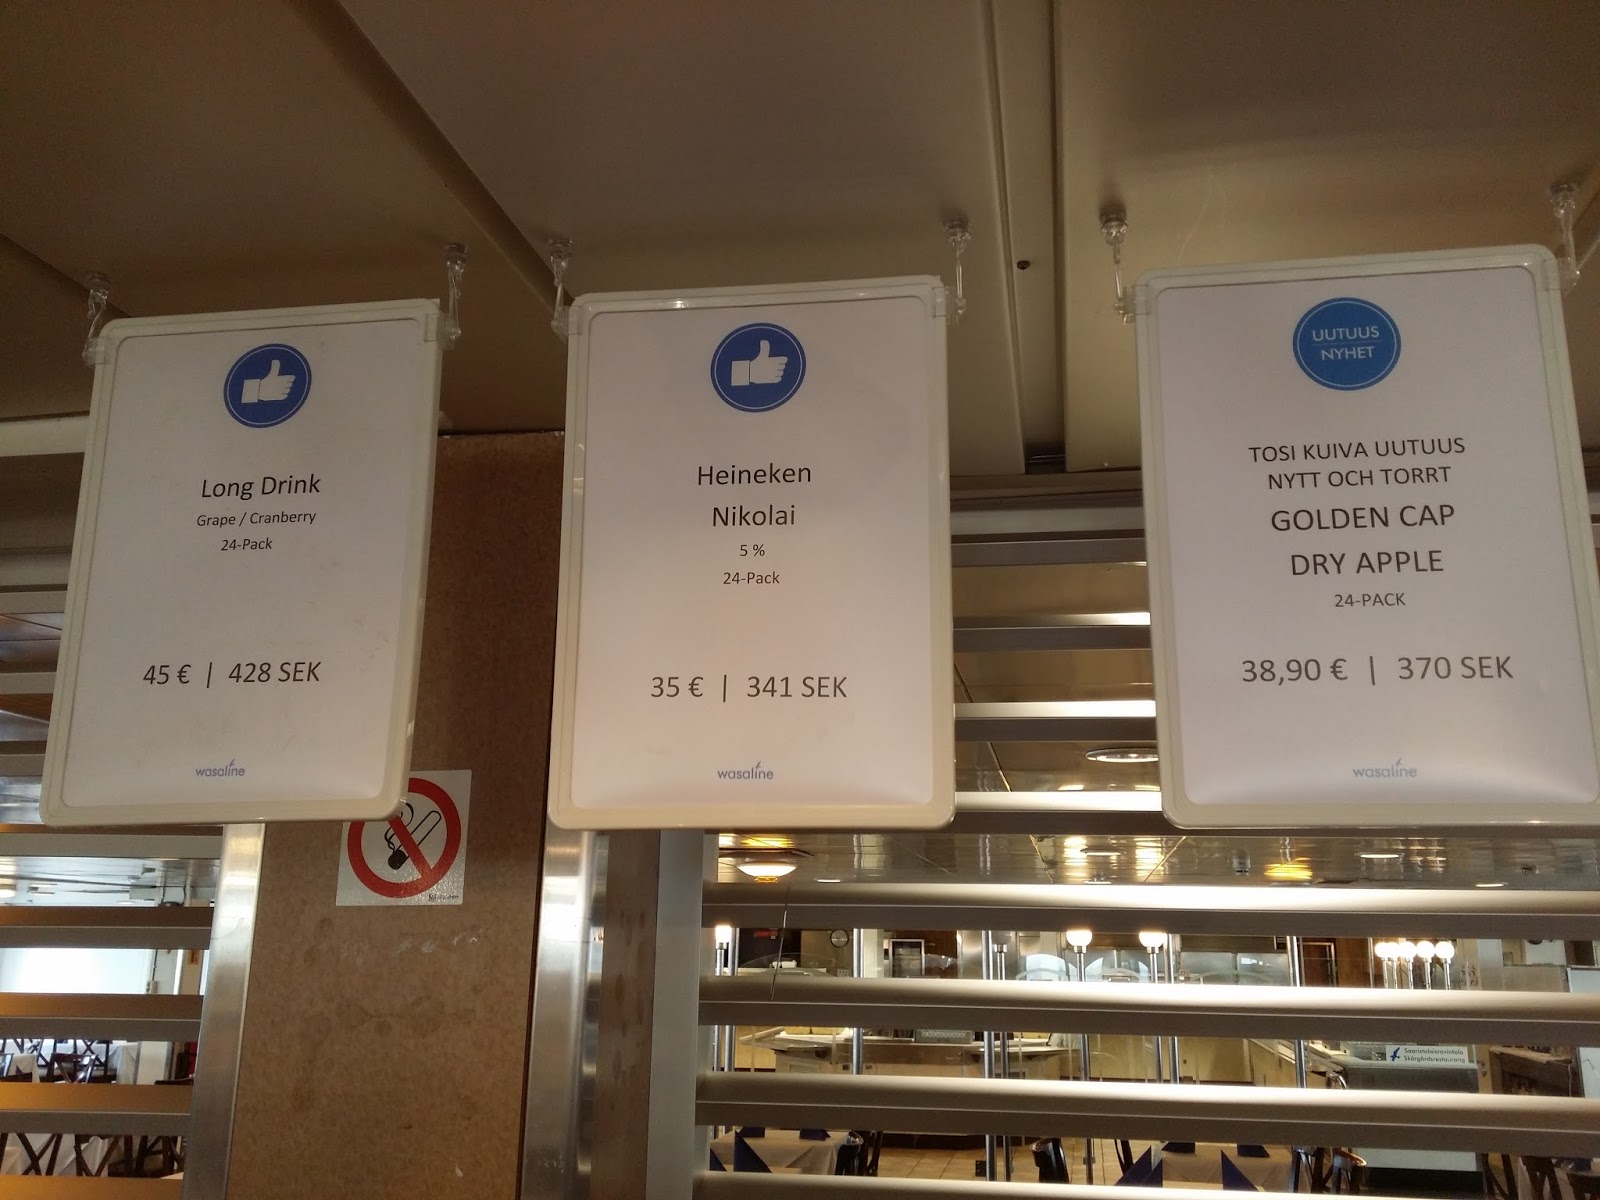 Long Drink
Grape / Cranberry
24-Pack
45 € | 428 SEK
wasaline
Heineken
Nikolai
5 %
24-Pack
35 € | 341 SEK
wasaline
UUTUUS
NYHET
TOSI KUIVA UUTUUS
NYTT OCH TORRT
GOLDEN CAP
DRY APPLE
24-PACK
38,90 € | 370 SEK
wasaline
Saaristolaisravintola
Skärgårdsrestaurang